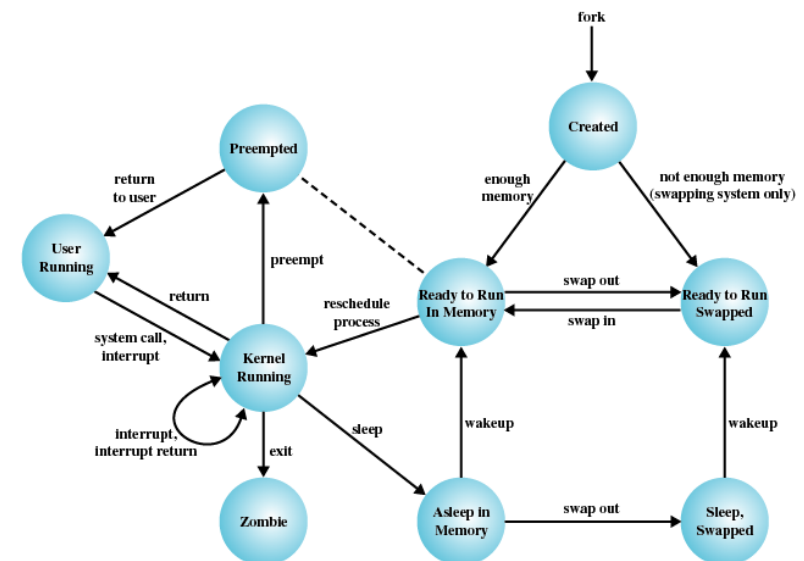 fork
Created
Preempted
enough
memory
not enough memory
(swapping system only)
return
to user
User
Running
preempt
return
swap out
Ready to Run
In Memory
Ready to Run
Swapped
swap in
reschedule
process
system call,
interrupt
Kernel
Running
interrupt,
interrupt return
sleep
wakeup
wakeup
exit
Zombie
Asleep in
Memory
swap out
Sleep,
Swapped